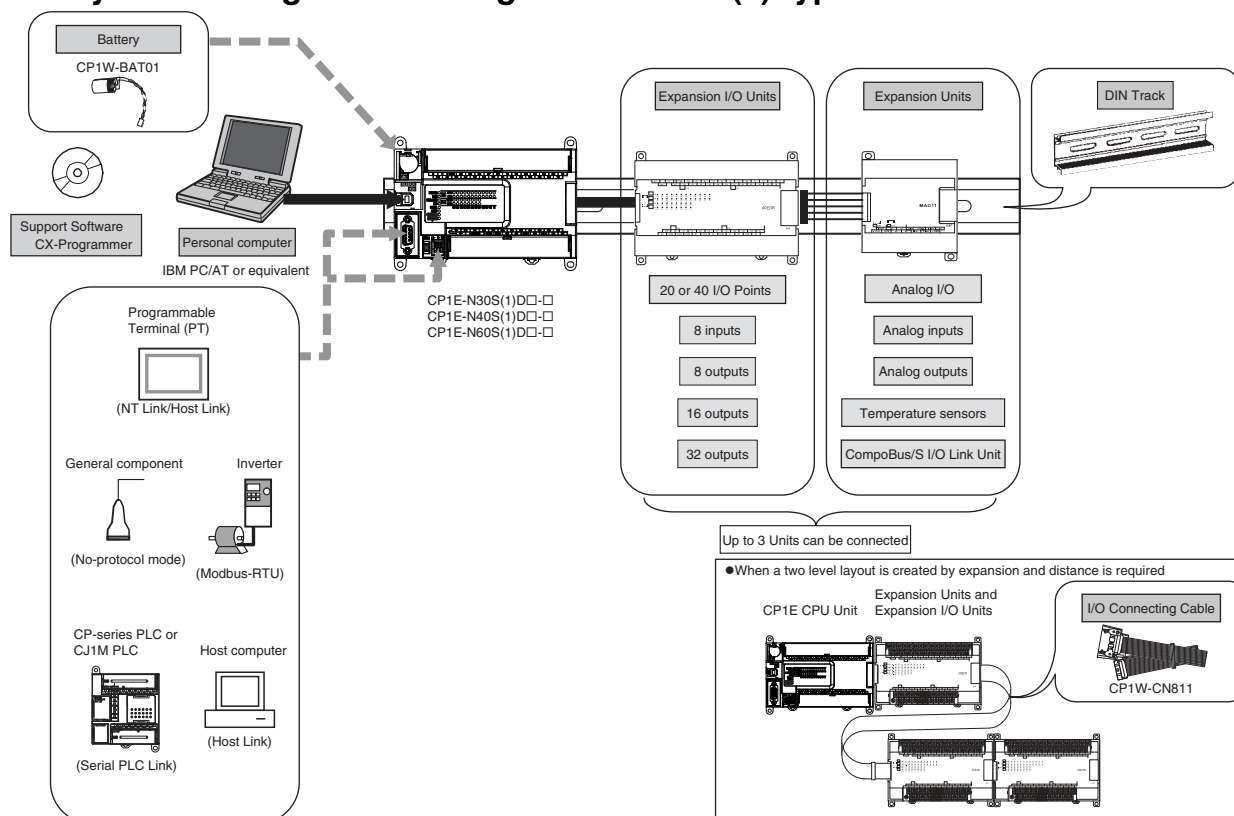 Battery
CP1W-BAT01
Support Software
CX-Programmer
Personal computer
IBM PC/AT or equivalent
CP1E-N30S(1)D□-□
CP1E-N40S(1)D□-□
CP1E-N60S(1)D□-□
Expansion I/O Units
20 or 40 I/O Points
8 inputs
8 outputs
16 outputs
32 outputs
Expansion Units
MAD11
Analog I/O
Analog inputs
Analog outputs
Temperature sensors
CompoBus/S I/O Link Unit
DIN Track
Up to 3 Units can be connected
Programmable
Terminal (PT)
(NT Link/Host Link)
General component
(No-protocol mode)
Inverter
(Modbus-RTU)
CP-series PLC or
CJ1M PLC
(Serial PLC Link)
Host computer
(Host Link)
●When a two level layout is created by expansion and distance is required
CP1E CPU Unit
Expansion Units and
Expansion I/O Units
I/O Connecting Cable
CP1W-CN811